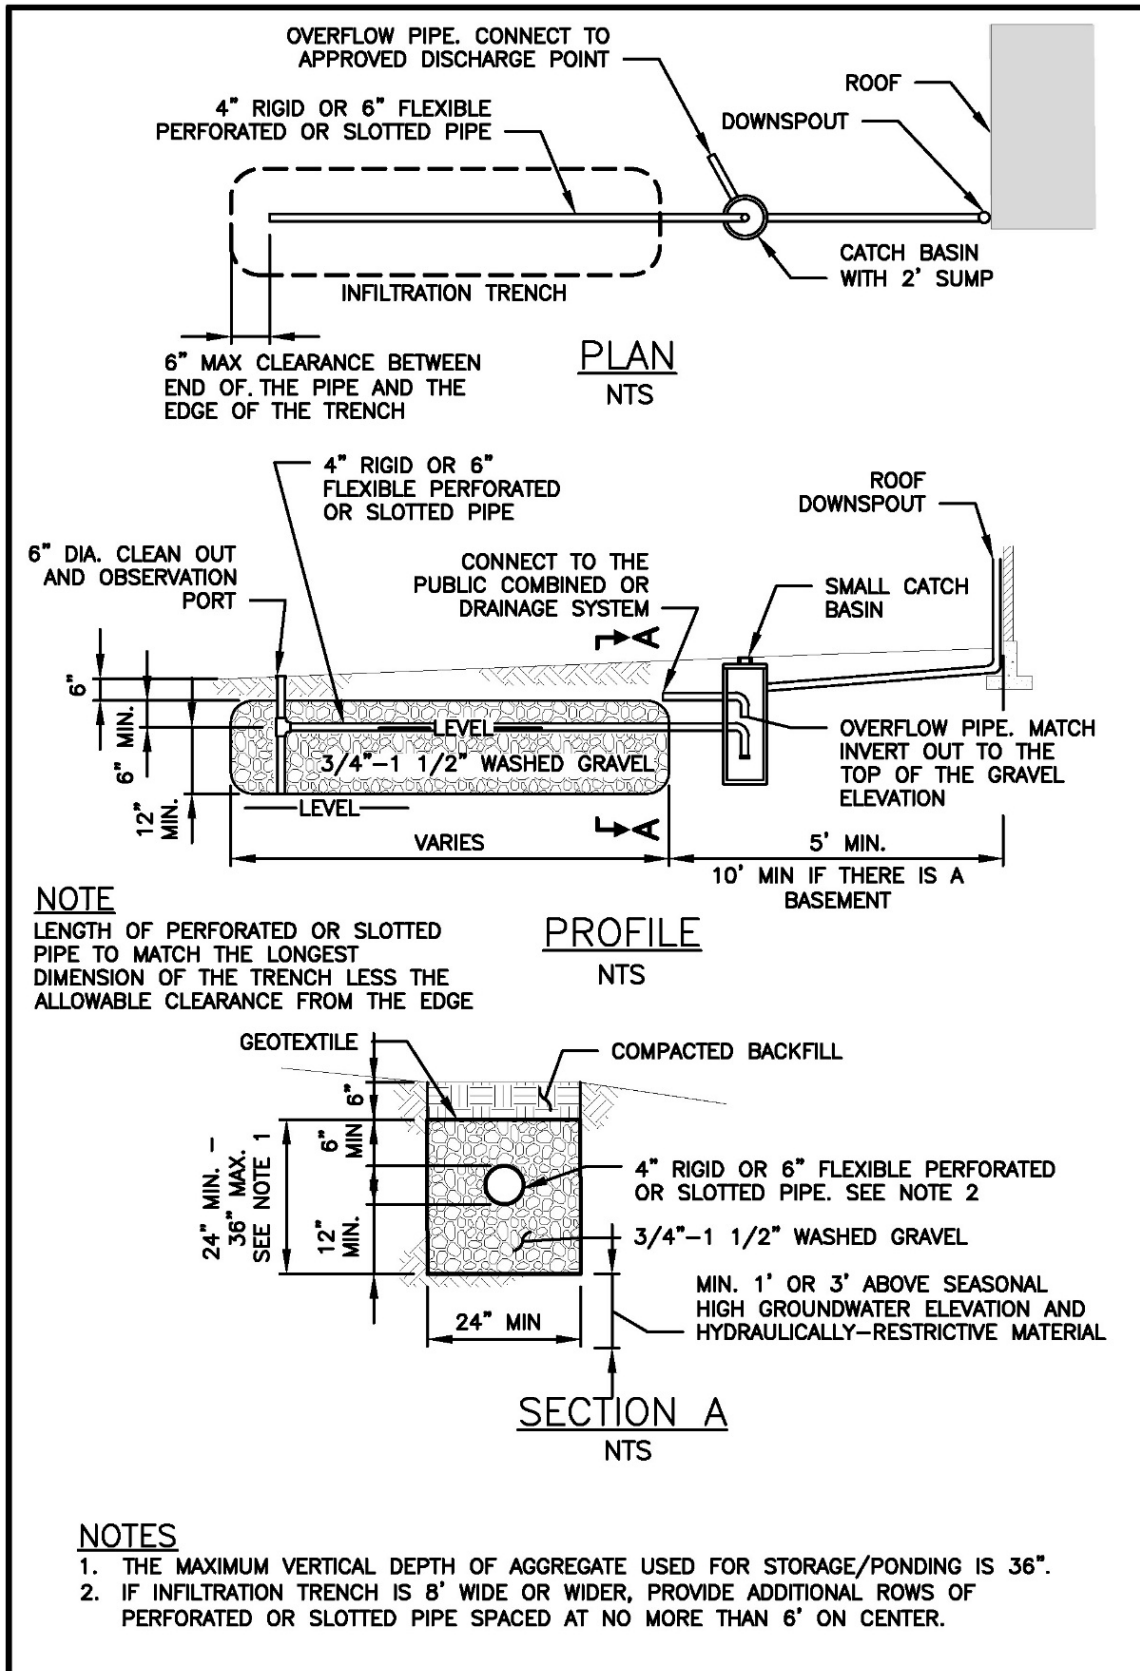 OVERFLOW PIPE. CONNECT TO
APPROVED DISCHARGE POINT
ROOF
4" RIGID OR 6" FLEXIBLE
PERFORATED OR SLOTTED PIPE
DOWNSPOUT
CATCH BASIN
WITH 2' SUMP
INFILTRATION TRENCH
6" MAX CLEARANCE BETWEEN
END OF.THE PIPE AND THE
EDGE OF THE TRENCH
PLAN
NTS
4" RIGID OR 6"
FLEXIBLE PERFORATED
OR SLOTTED PIPE
ROOF
DOWNSPOUT
6" DIA. CLEAN OUT
AND OBSERVATION
PORT
CONNECT TO THE
PUBLIC COMBINED OR
DRAINAGE SYSTEM
SMALL CATCH
BASIN
A
6"
6" MIN.
12"
MIN.
LEVEL
3/4"-1 1/2" WASHED GRAVEL
LEVEL
OVERFLOW PIPE. MATCH
INVERT OUT TO THE
TOP OF THE GRAVEL
ELEVATION
A
VARIES
5' MIN.
10' MIN IF THERE IS A
BASEMENT
NOTE
LENGTH OF PERFORATED OR SLOTTED
PIPE TO MATCH THE LONGEST
DIMENSION OF THE TRENCH LESS THE
ALLOWABLE CLEARANCE FROM THE EDGE
PROFILE
NTS
GEOTEXTILE
COMPACTED BACKFILL
6"
6"
MIN
12"
MIN.
24" MIN. -
36" MAX.
SEE NOTE 1
4" RIGID OR 6" FLEXIBLE PERFORATED
OR SLOTTED PIPE. SEE NOTE 2
3/4"-1 1/2" WASHED GRAVEL
MIN. 1' OR 3' ABOVE SEASONAL
HIGH GROUNDWATER ELEVATION AND
HYDRAULICALLY-RESTRICTIVE MATERIAL
24" MIN
SECTION A
NTS
NOTES
1. THE MAXIMUM VERTICAL DEPTH OF AGGREGATE USED FOR STORAGE/PONDING IS 36".
2. IF INFILTRATION TRENCH IS 8' WIDE OR WIDER, PROVIDE ADDITIONAL ROWS OF
PERFORATED OR SLOTTED PIPE SPACED AT NO MORE THAN 6' ON CENTER.